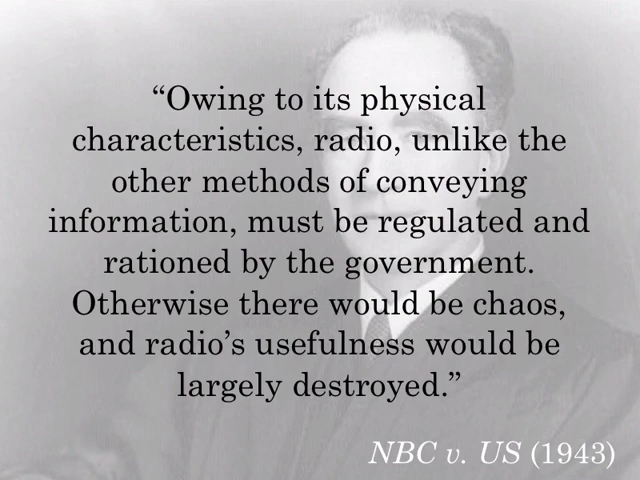 “Owing to its physical
characteristics, radio, unlike the
other methods of conveying
information, must be regulated and
rationed by the government.
Otherwise there would be chaos,
and radio’s usefulness would be
largely destroyed.”
NBC v. US (1943)